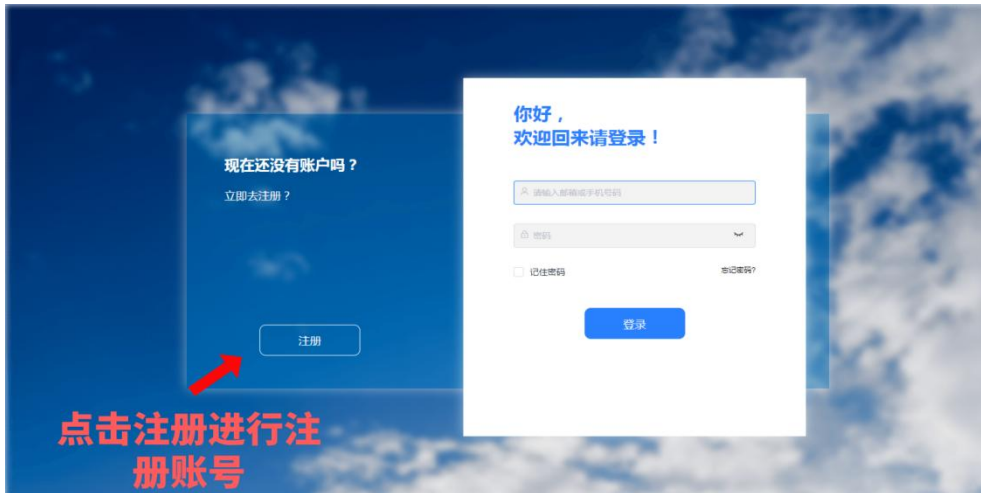 你好，
欢迎回来请登录！
现在还没有账户吗？
立即去注册？
请输入邮箱或手机号码
密码
记住密码
忘记密码?
登录
注册
点击注册进行注
册账号